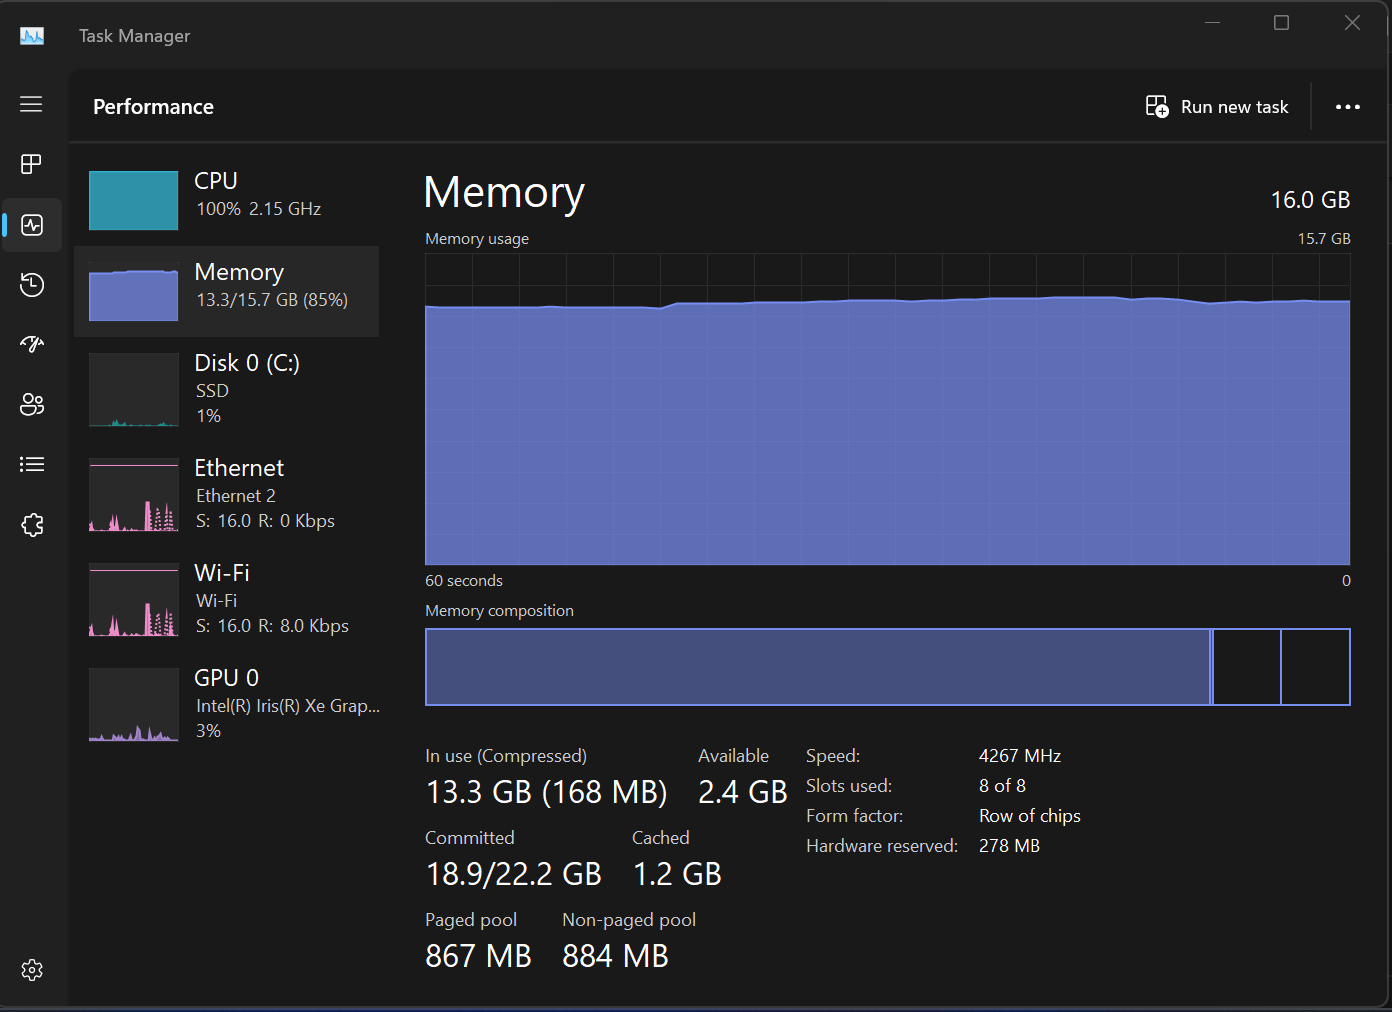 Task Manager
Performance
Run new task
CPU
100% 2.15 GHz
Memory
13.3/15.7 GB (85%)
Disk 0 (C:)
SSD
1%
Ethernet
Ethernet 2
S: 16.0 R: 0 Kbps
Wi-Fi
Wi-Fi
S: 16.0 R: 8.0 Kbps
GPU 0
Intel(R) Iris(R) Xe Grap...
3%
Memory
16.0 GB
Memory usage
15.7 GB
60 seconds
0
Memory composition
In use (Compressed)
13.3 GB (168 MB)
Available
2.4 GB
Committed
18.9/22.2 GB
Cached
1.2 GB
Paged pool
867 MB
Non-paged pool
884 MB
Speed: 4267 MHz
Slots used: 8 of 8
Form factor: Row of chips
Hardware reserved: 278 MB